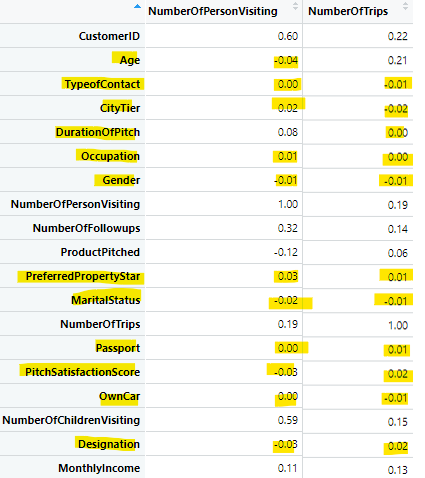 NumberOfPersonVisiting NumberOfTrips
CustomerID 0.60 0.22
Age -0.04 0.21
TypeofContact 0.00 -0.01
CityTier 0.02 -0.02
DurationOfPitch 0.08 0.00
Occupation 0.01 0.00
Gender -0.01 -0.01
NumberOfPersonVisiting 1.00 0.19
NumberOfFollowups 0.32 0.14
ProductPitched -0.12 0.06
PreferredPropertyStar 0.03 0.01
MaritalStatus -0.02 -0.01
NumberOfTrips 0.19 1.00
Passport 0.00 0.01
PitchSatisfactionScore -0.03 0.02
OwnCar 0.00 -0.01
NumberOfChildrenVisiting 0.59 0.15
Designation -0.03 0.02
MonthlyIncome 0.11 0.13